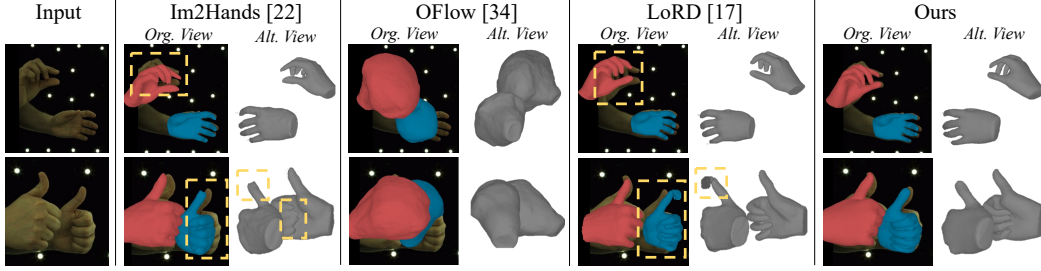 Input Im2Hands [22] OFlow [34] LoRD [17] Ours
Org. View Alt. View Org. View Alt. View Org. View Alt. View Org. View Alt. View